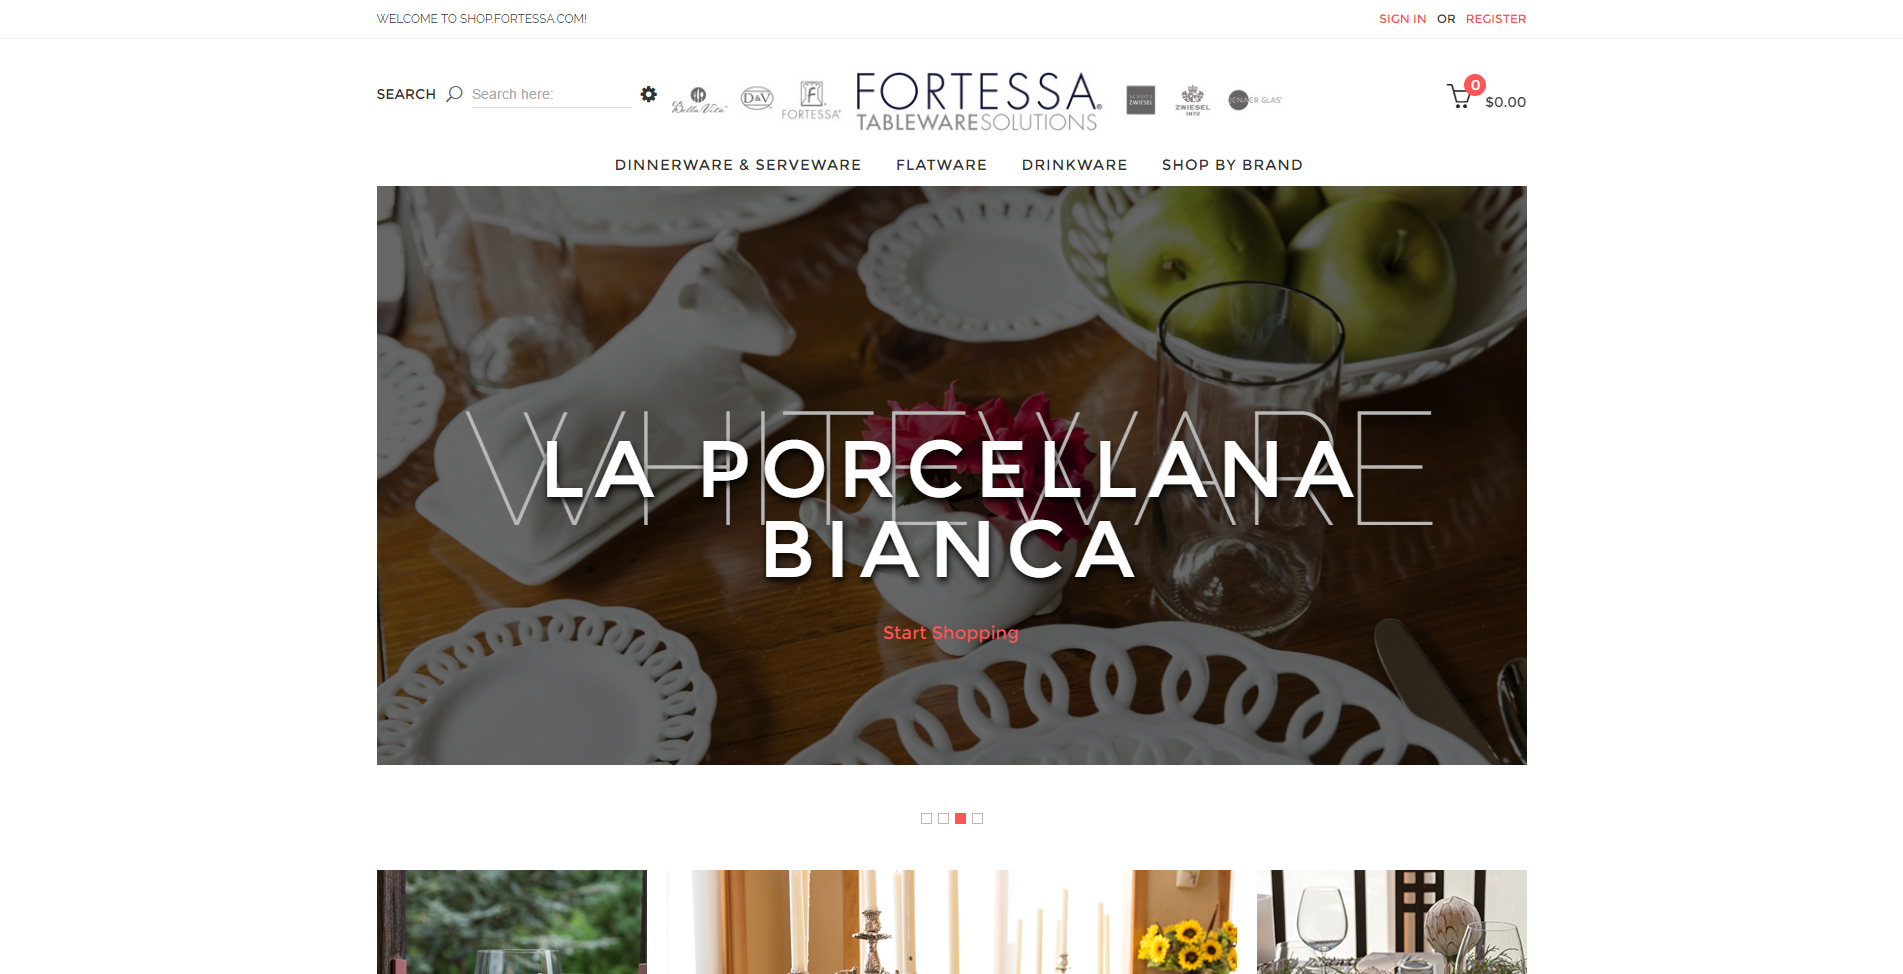 WELCOME TO SHOP.FORTESSA.COM!
SIGN IN OR REGISTER
SEARCH Search here:
Bella Vita
D&V
F
FORTESSA®
FORTESSA®
TABLEWARESOLUTIONS
SCHOTT
ZWIESEL
ZWIESEL
1872
JENAER GLAS®
0
$0.00
DINNERWARE & SERVEWARE FLATWARE DRINKWARE SHOP BY BRAND
WHITEWARE
LA PORCELLANA
BIANCA
Start Shopping